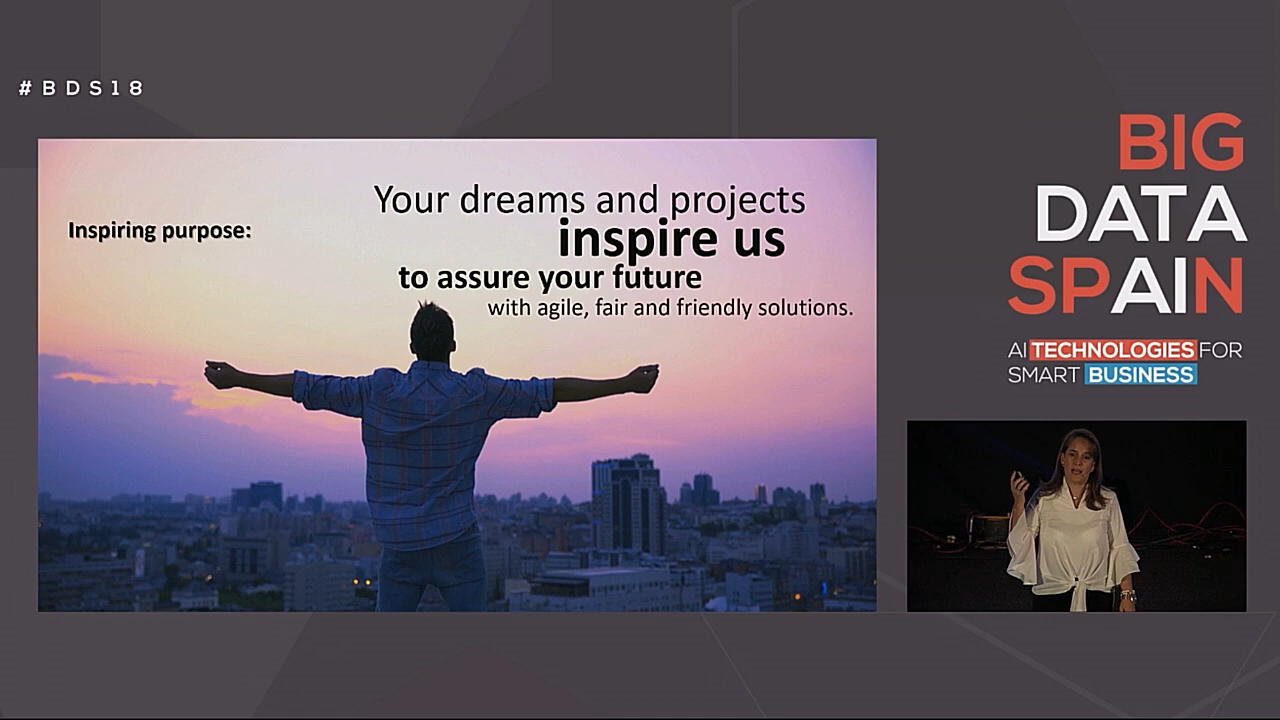 #BDS18
Inspiring purpose:
Your dreams and projects
inspire us
to assure your future
with agile, fair and friendly solutions.
BIG
DATA
SPAIN
AI TECHNOLOGIES FOR
SMART BUSINESS